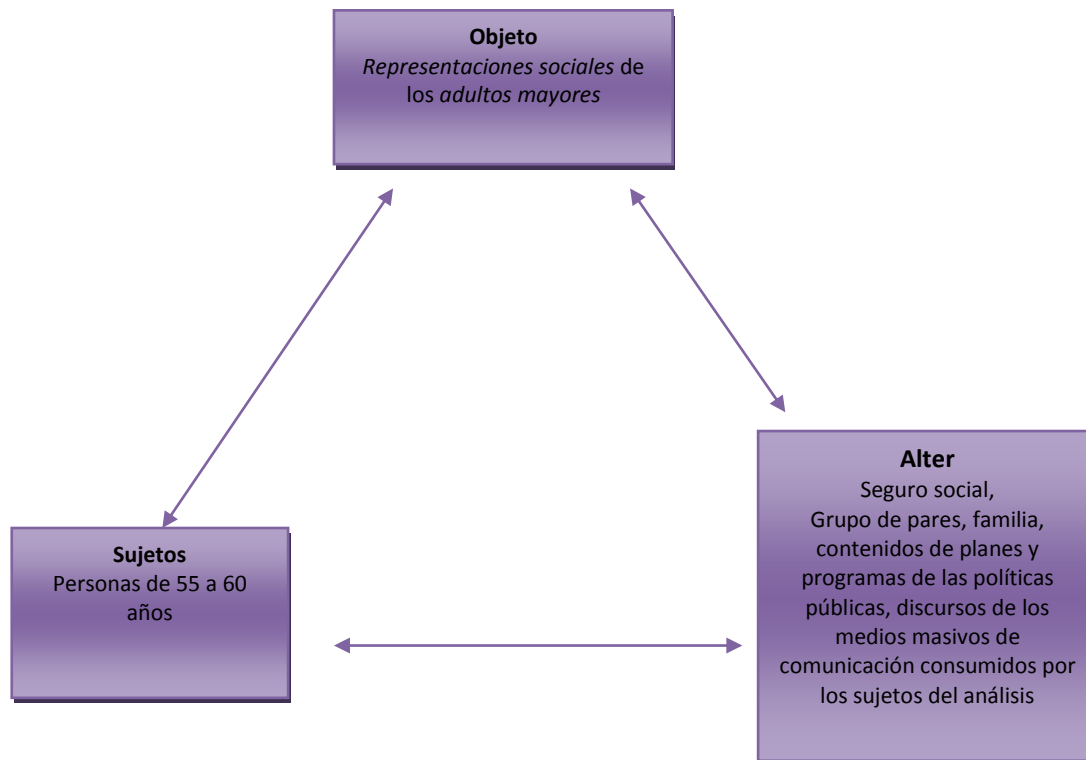 Objeto
Representaciones sociales de
los adultos mayores
Sujetos
Personas de 55 a 60
años
Alter
Seguro social,
Grupo de pares, familia,
contenidos de planes y
programas de las políticas
públicas, discursos de los
medios masivos de
comunicación consumidos por
los sujetos del análisis